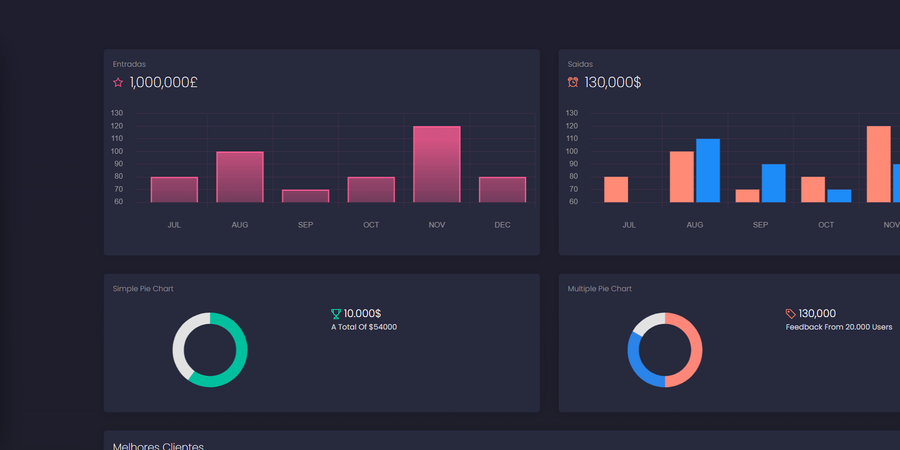 Entradas
1,000,000£
130
120
110
100
90
80
70
60
JUL AUG SEP OCT NOV DEC
Saidas
130,000$
130
120
110
100
90
80
70
60
JUL AUG SEP OCT NOV
Simple Pie Chart
10.000$
A Total Of $54000
Multiple Pie Chart
130,000
Feedback From 20.000 Users
Melhores Clientes